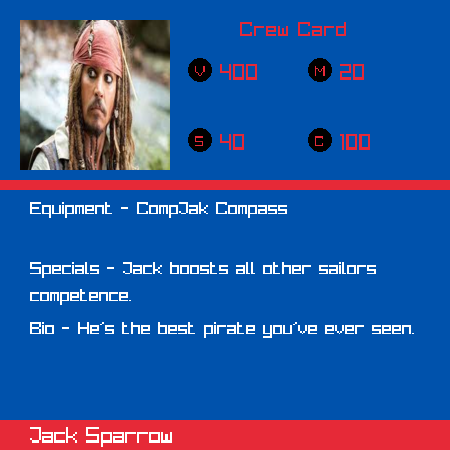 Crew Card
V 400 M 20
S 40 C 100
Equipment - CompJak Compass
Specials - Jack boosts all other sailors
competence.
Bio - He's the best pirate you've ever seen.
Jack Sparrow